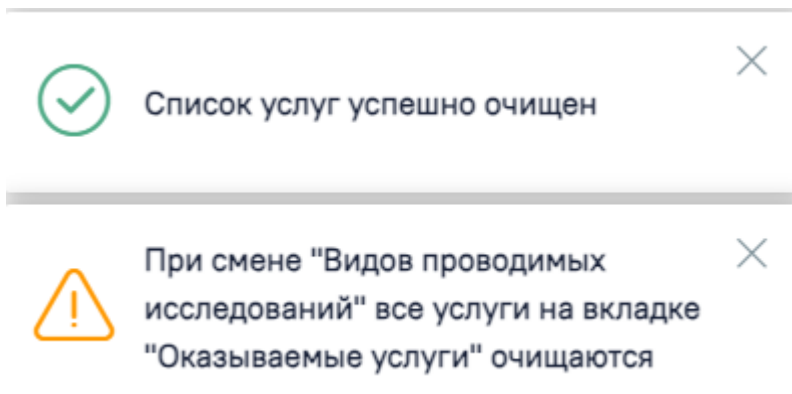 Список услуг успешно очищен
При смене "Видов проводимых
исследований" все услуги на вкладке
"Оказываемые услуги" очищаются